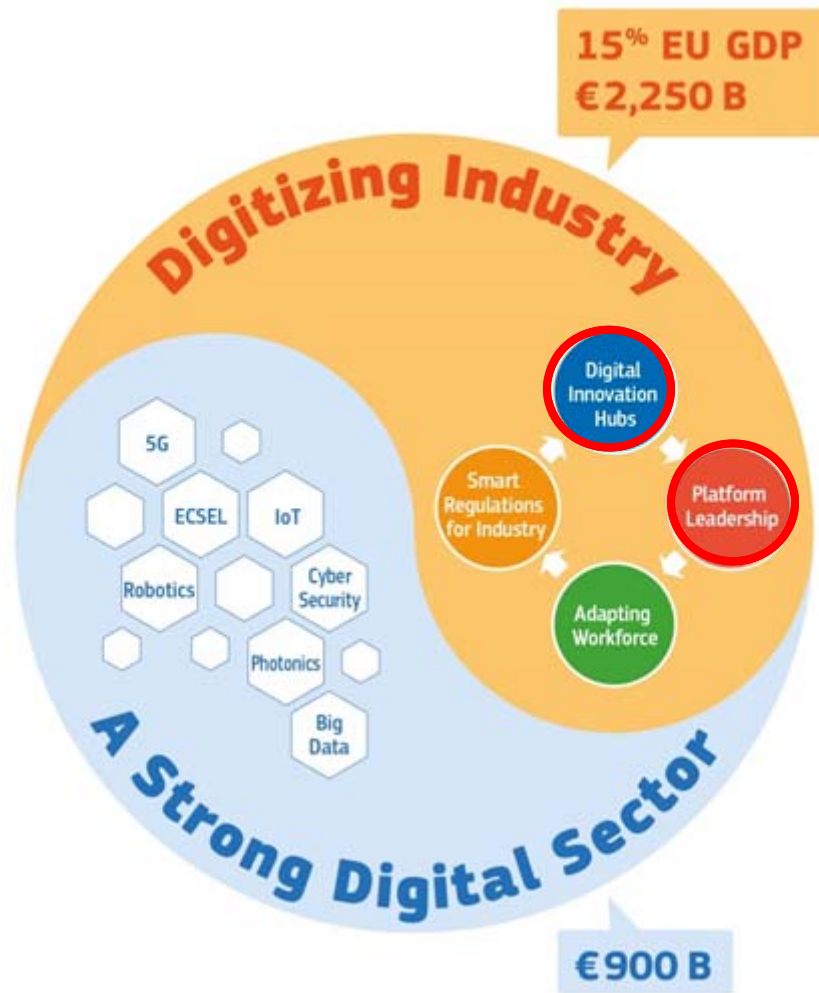 15% EU GDP
€2,250 B
Digitizing Industry
Digital
Innovation
Hubs
Platform
Leadership
Adapting
Workforce
Smart
Regulations
for Industry
5G
ECSEL
IoT
Robotics
Cyber
Security
Photonics
Big
Data
A Strong Digital Sector
€900 B